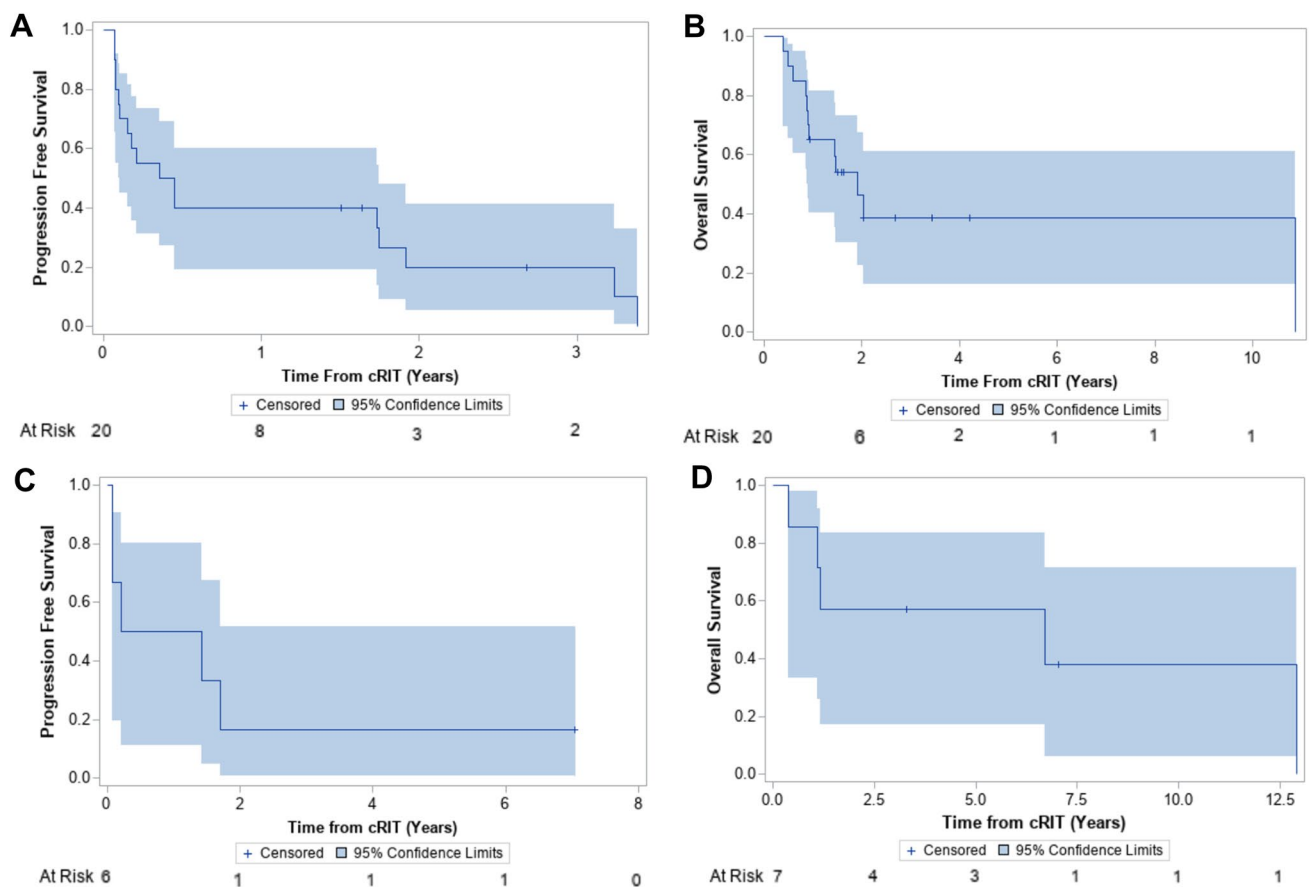 A
Progression Free Survival
1.0
0.8
0.6
0.4
0.2
0.0
0 1 2 3
Time From cRIT (Years)
+ Censored 95% Confidence Limits
At Risk 20 8 3 2
B
Overall Survival
1.0
0.8
0.6
0.4
0.2
0.0
0 2 4 6 8 10
Time From cRIT (Years)
+ Censored 95% Confidence Limits
At Risk 20 6 2 1 1 1
C
Progression Free Survival
1.0
0.8
0.6
0.4
0.2
0.0
0 2 4 6 8
Time from cRIT (Years)
+ Censored 95% Confidence Limits
At Risk 6 1 1 1 0
D
Overall Survival
1.0
0.8
0.6
0.4
0.2
0.0
0.0 2.5 5.0 7.5 10.0 12.5
Time from cRIT (Years)
+ Censored 95% Confidence Limits
At Risk 7 4 3 1 1 1